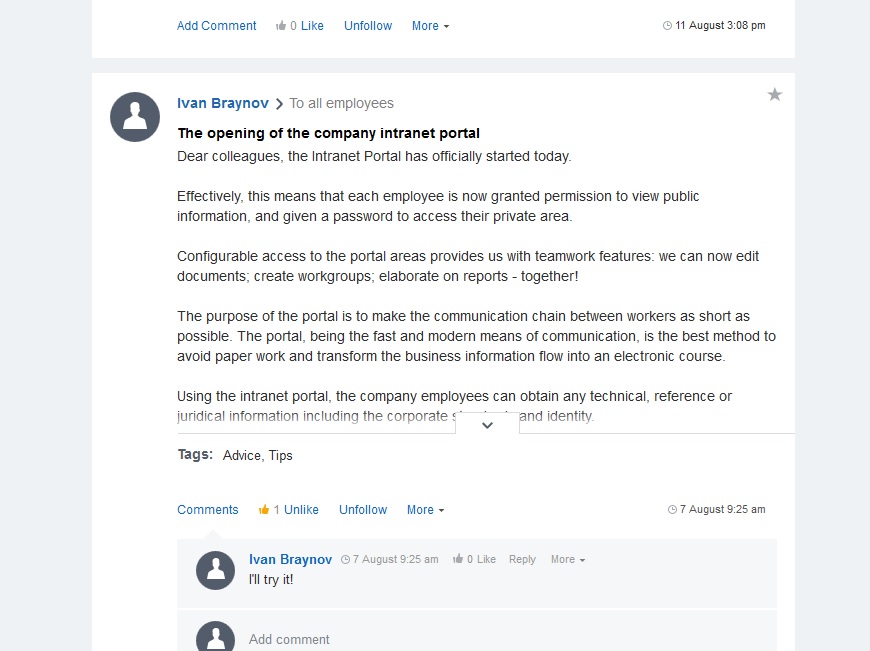 Add Comment 0 Like Unfollow More 11 August 3:08 pm
Ivan Braynov > To all employees
The opening of the company intranet portal
Dear colleagues, the Intranet Portal has officially started today.
Effectively, this means that each employee is now granted permission to view public
information, and given a password to access their private area.
Configurable access to the portal areas provides us with teamwork features: we can now edit
documents; create workgroups; elaborate on reports - together!
The purpose of the portal is to make the communication chain between workers as short as
possible. The portal, being the fast and modern means of communication, is the best method to
avoid paper work and transform the business information flow into an electronic course.
Using the intranet portal, the company employees can obtain any technical, reference or
juridical information including the corporate and identity.
Tags: Advice, Tips
Comments 1 Unlike Unfollow More 7 August 9:25 am
Ivan Braynov 7 August 9:25 am 0 Like Reply More
I'll try it!
Add comment